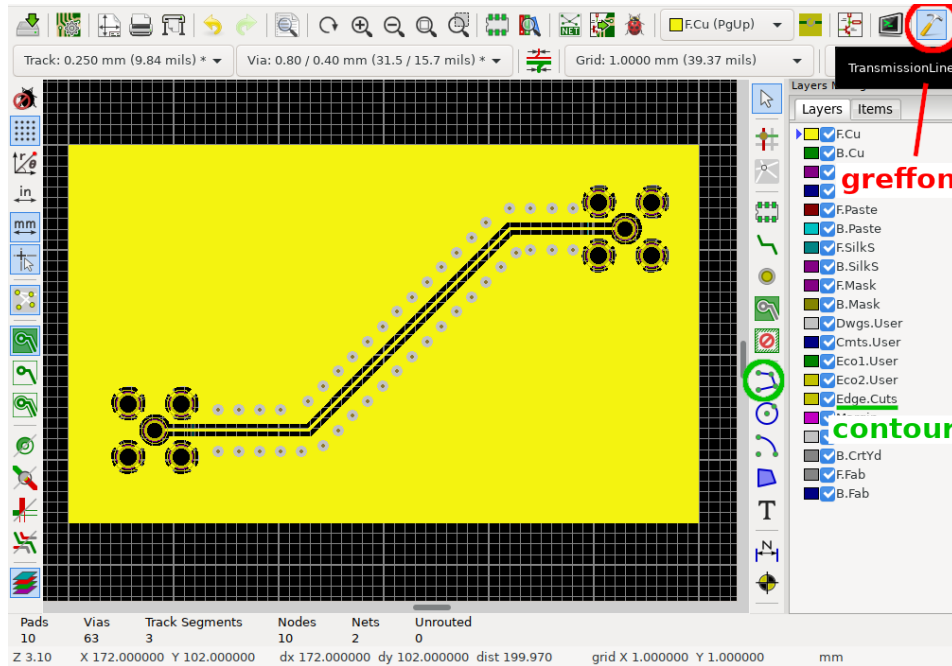 NET
F.Cu (PgUp)
Track: 0.250 mm (9.84 mils) *
Via: 0.80 / 0.40 mm (31.5 / 15.7 mils) *
Grid: 1.0000 mm (39.37 mils)
TransmissionLine
Layers
Layers
Items
in
mm
F.Cu
B.Cu
greffon
F.Paste
B.Paste
F.SilkS
B.SilkS
F.Mask
B.Mask
Dwgs.User
Cmts.User
Eco1.User
Eco2.User
Edge.Cuts
contour
B.CrtYd
F.Fab
B.Fab
T
N
Pads
Vias
Track Segments
Nodes
Nets
Unrouted
10
63
3
10
2
0
Z 3.10
X 172.000000 Y 102.000000
dx 172.000000 dy 102.000000 dist 199.970
grid X 1.000000 Y 1.000000
mm